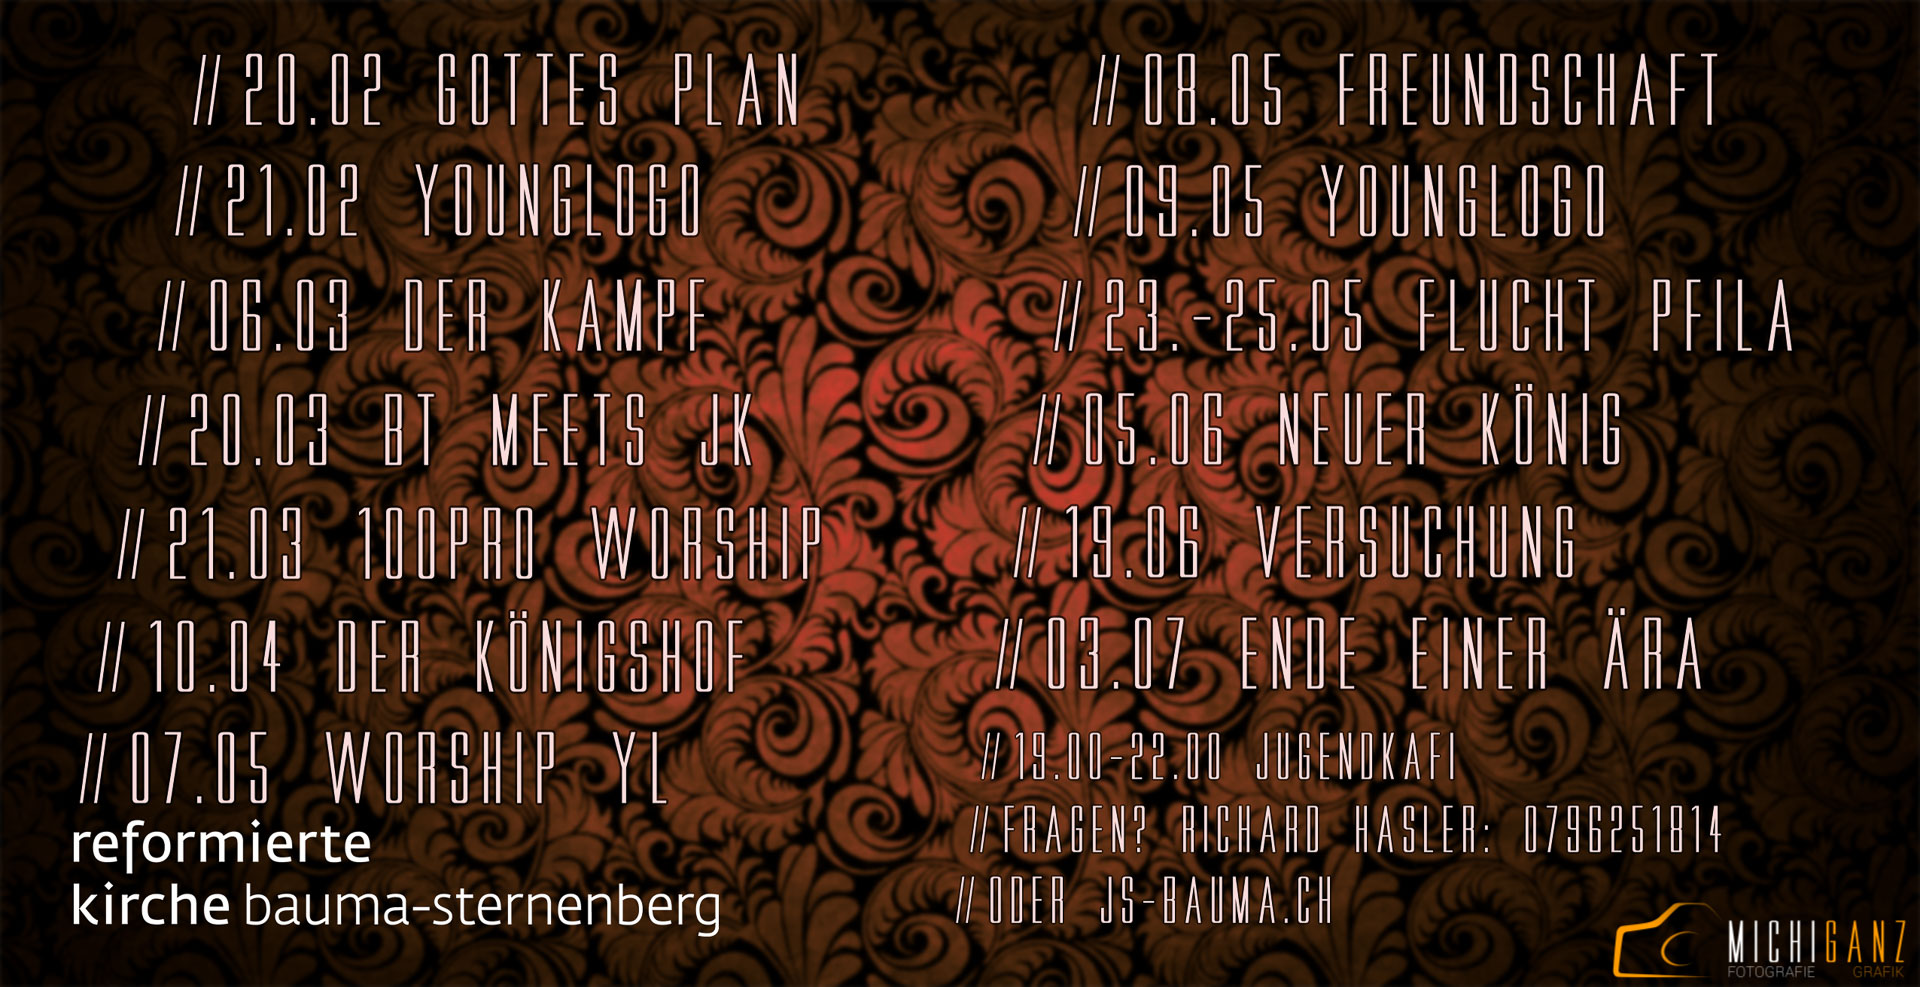 // 20.02 GOTTES PLAN
// 21.02 YOUNGLOGO
// 06.03 DER KAMPF
// 20.03 BT MEETS JK
// 21.03 100PRO WORSHIP
// 10.04 DER KÖNIGSHOF
// 07.05 WORSHIP YL
reformierte
kirche bauma-sternenberg
// 08.05 FREUNDSCHAFT
// 09.05 YOUNGLOGO
// 23.-25.05 FLUCHT PFILA
// 05.06 NEUER KÖNIG
// 19.06 VERSUCHUNG
// 03.07 ENDE EINER ÄRA
// 19.00-22.00 JUGENDKAFI
// FRAGEN? RICHARD HASLER: 0796251814
// ODER JS-BAUMA.CH
MICHIGANZ
FOTOGRAFIE GRAFIK